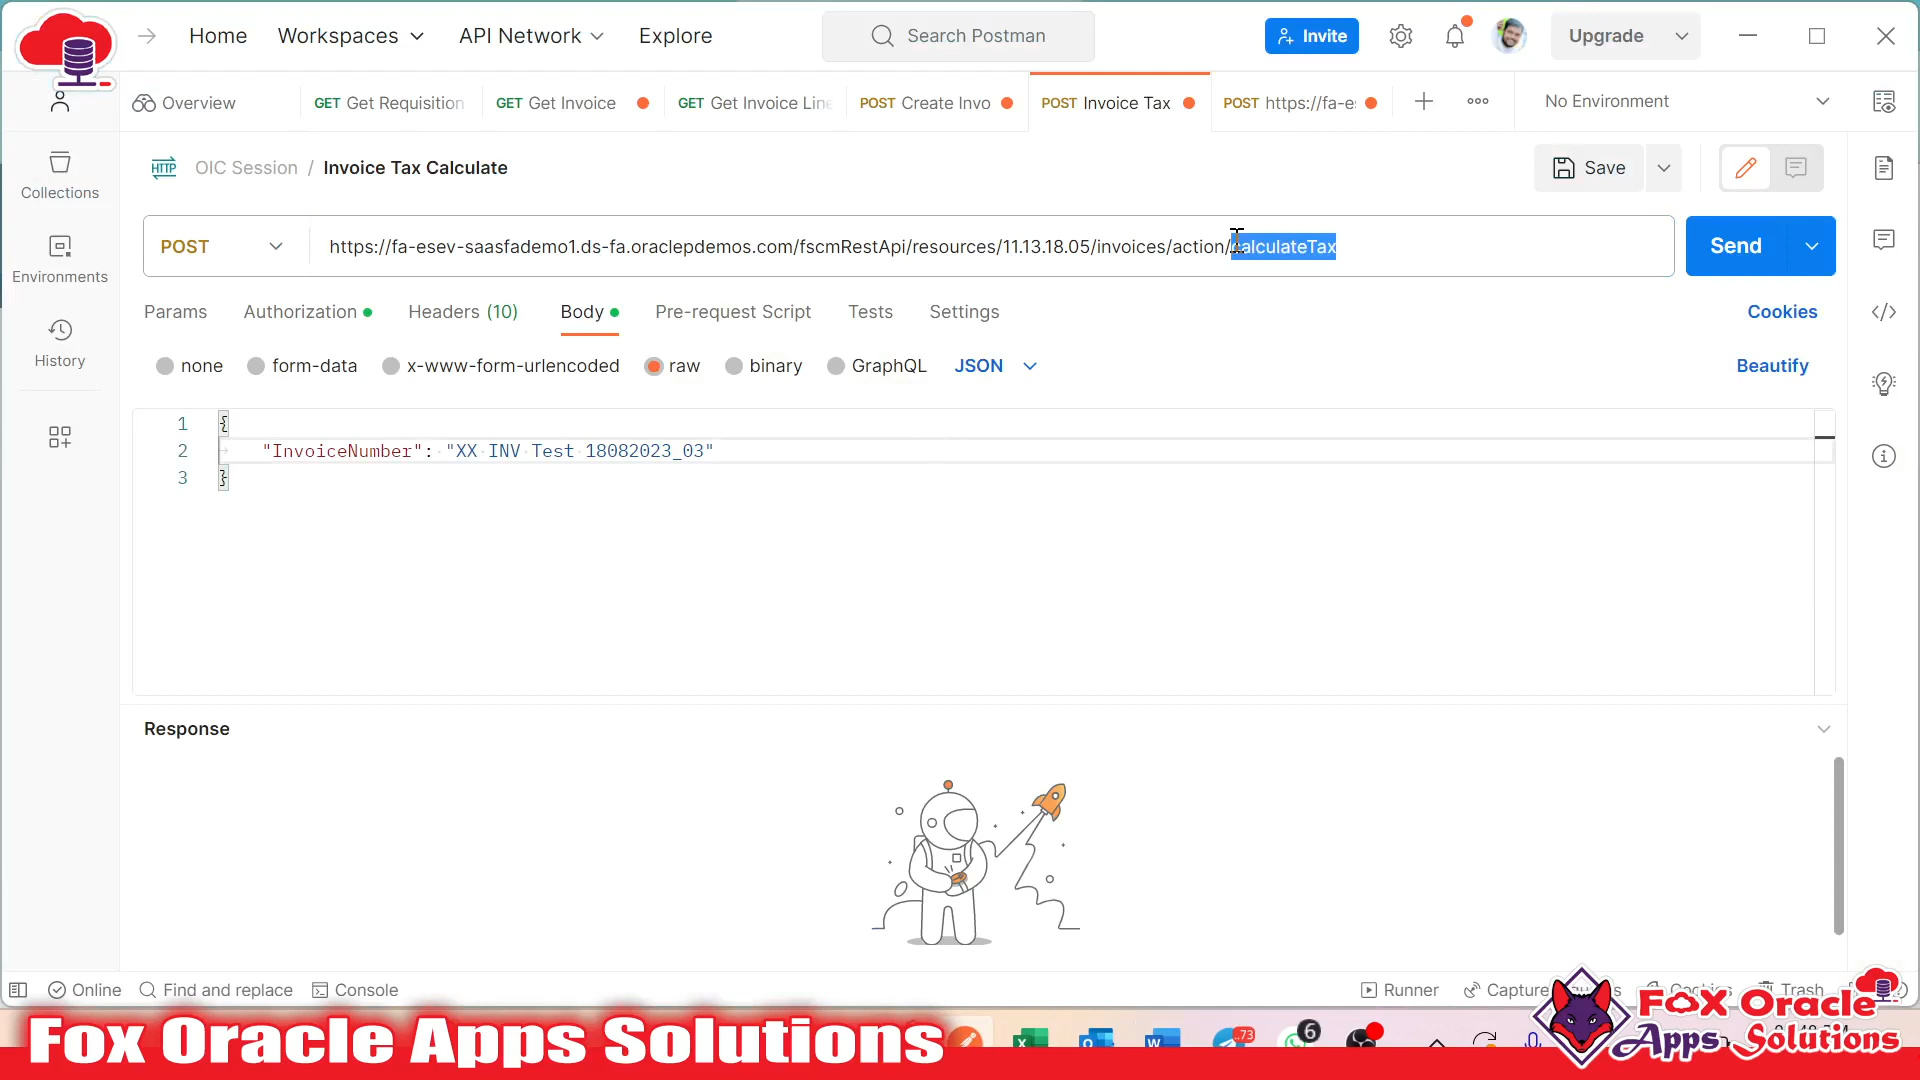 Home Workspaces API Network Explore Search Postman Invite Upgrade
Overview GET Get Requisition GET Get Invoice GET Get Invoice Line POST Create Invo POST Invoice Tax POST https://fa-e No Environment
HTTP OIC Session / Invoice Tax Calculate Save
Collections
POST https://fa-esev-saasfademo1.ds-fa.oraclepdemos.com/fscmRestApi/resources/11.13.18.05/invoices/action/calculateTax Send
Environments
Params Authorization Headers (10) Body Pre-request Script Tests Settings Cookies
History
none form-data x-www-form-urlencoded raw binary GraphQL JSON Beautify
1 {
2 "InvoiceNumber": "XX INV Test 18082023_03"
3 }
Response
Online Find and replace Console Runner Capture Cookies Trash
Fox Oracle Apps Solutions
73
6
Fox Oracle
Apps Solutions